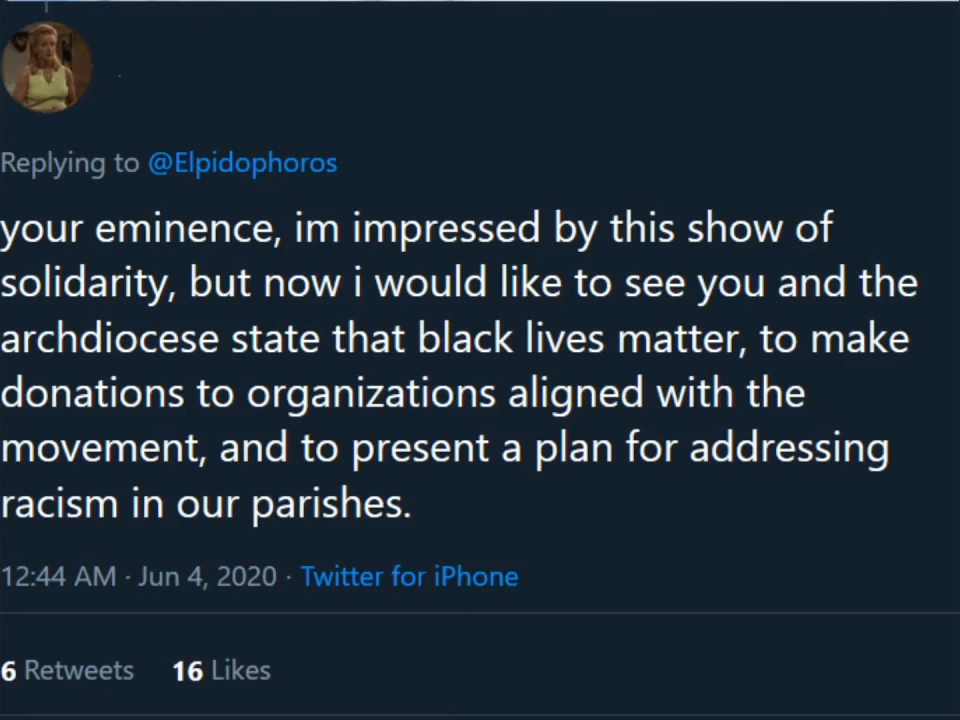 Replying to @Elpidophoros
your eminence, im impressed by this show of
solidarity, but now i would like to see you and the
archdiocese state that black lives matter, to make
donations to organizations aligned with the
movement, and to present a plan for addressing
racism in our parishes.
12:44 AM · Jun 4, 2020 · Twitter for iPhone
6 Retweets 16 Likes